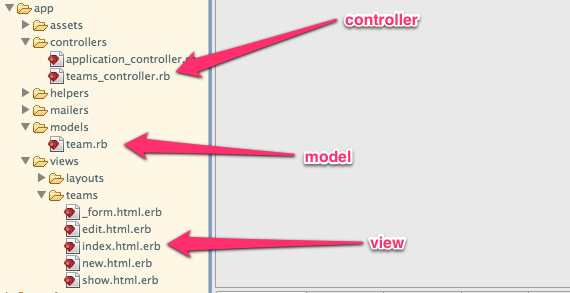 app
assets
controllers
controller
application_controller.rb
teams_controller.rb
helpers
mailers
models
team.rb
model
views
layouts
teams
_form.html.erb
edit.html.erb
index.html.erb
view
new.html.erb
show.html.erb